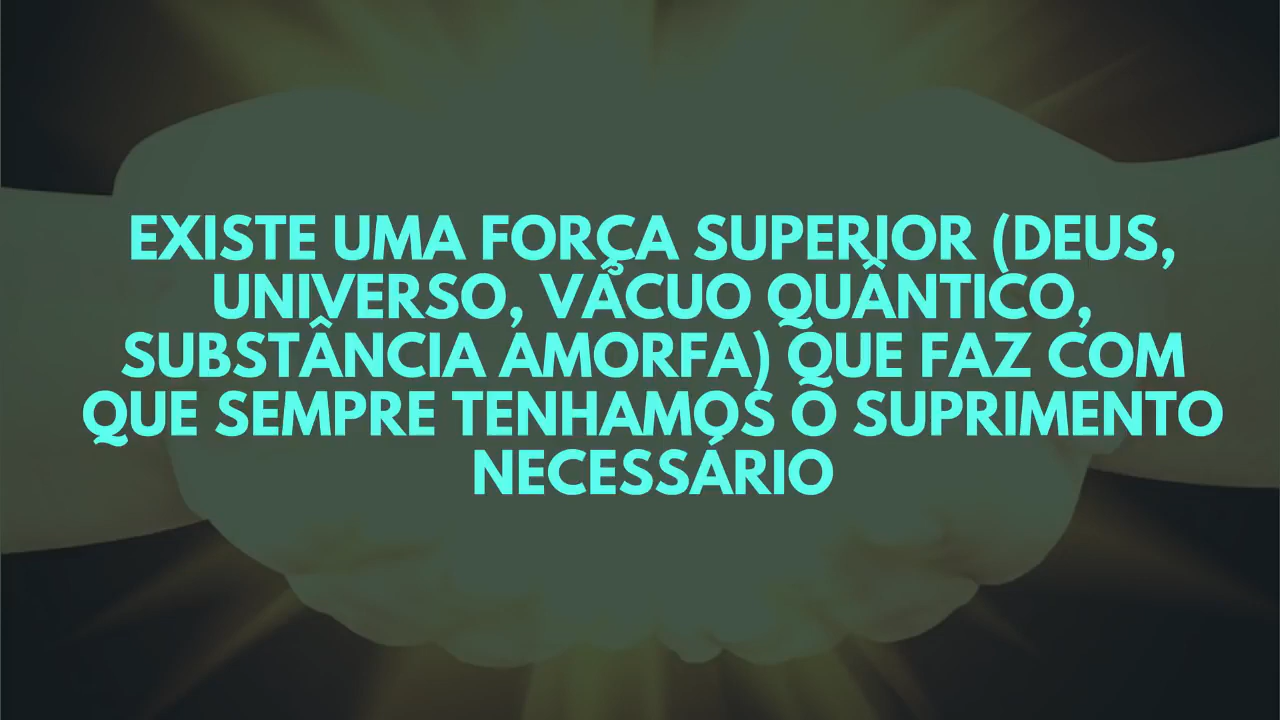 EXISTE UMA FORÇA SUPERIOR (DEUS,
UNIVERSO, VÁCUO QUÂNTICO,
SUBSTÂNCIA AMORFA) QUE FAZ COM
QUE SEMPRE TENHAMOS O SUPRIMENTO
NECESSÁRIO